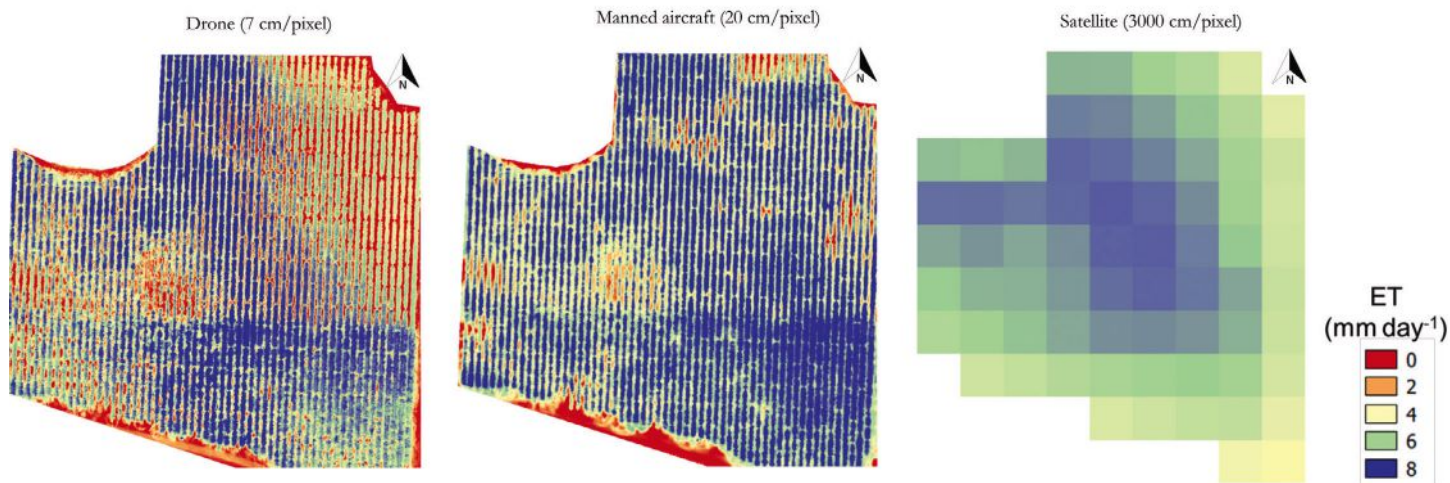 Drone (7 cm/pixel)
Manned aircraft (20 cm/pixel)
Satellite (3000 cm/pixel)
N
N
N
ET
(mm day-1)
0
2
4
6
8